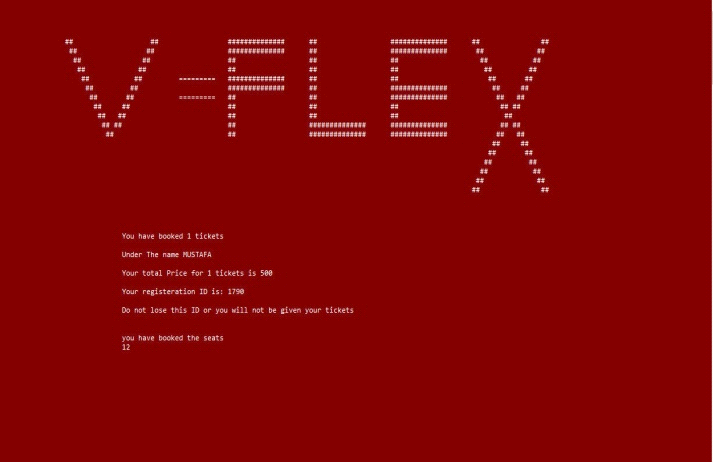 V-FLEX
You have booked 1 tickets
Under The name MUSTAFA
Your total Price for 1 tickets is 500
Your registeration ID is: 1790
Do not lose this ID or you will not be given your tickets
you have booked the seats
12